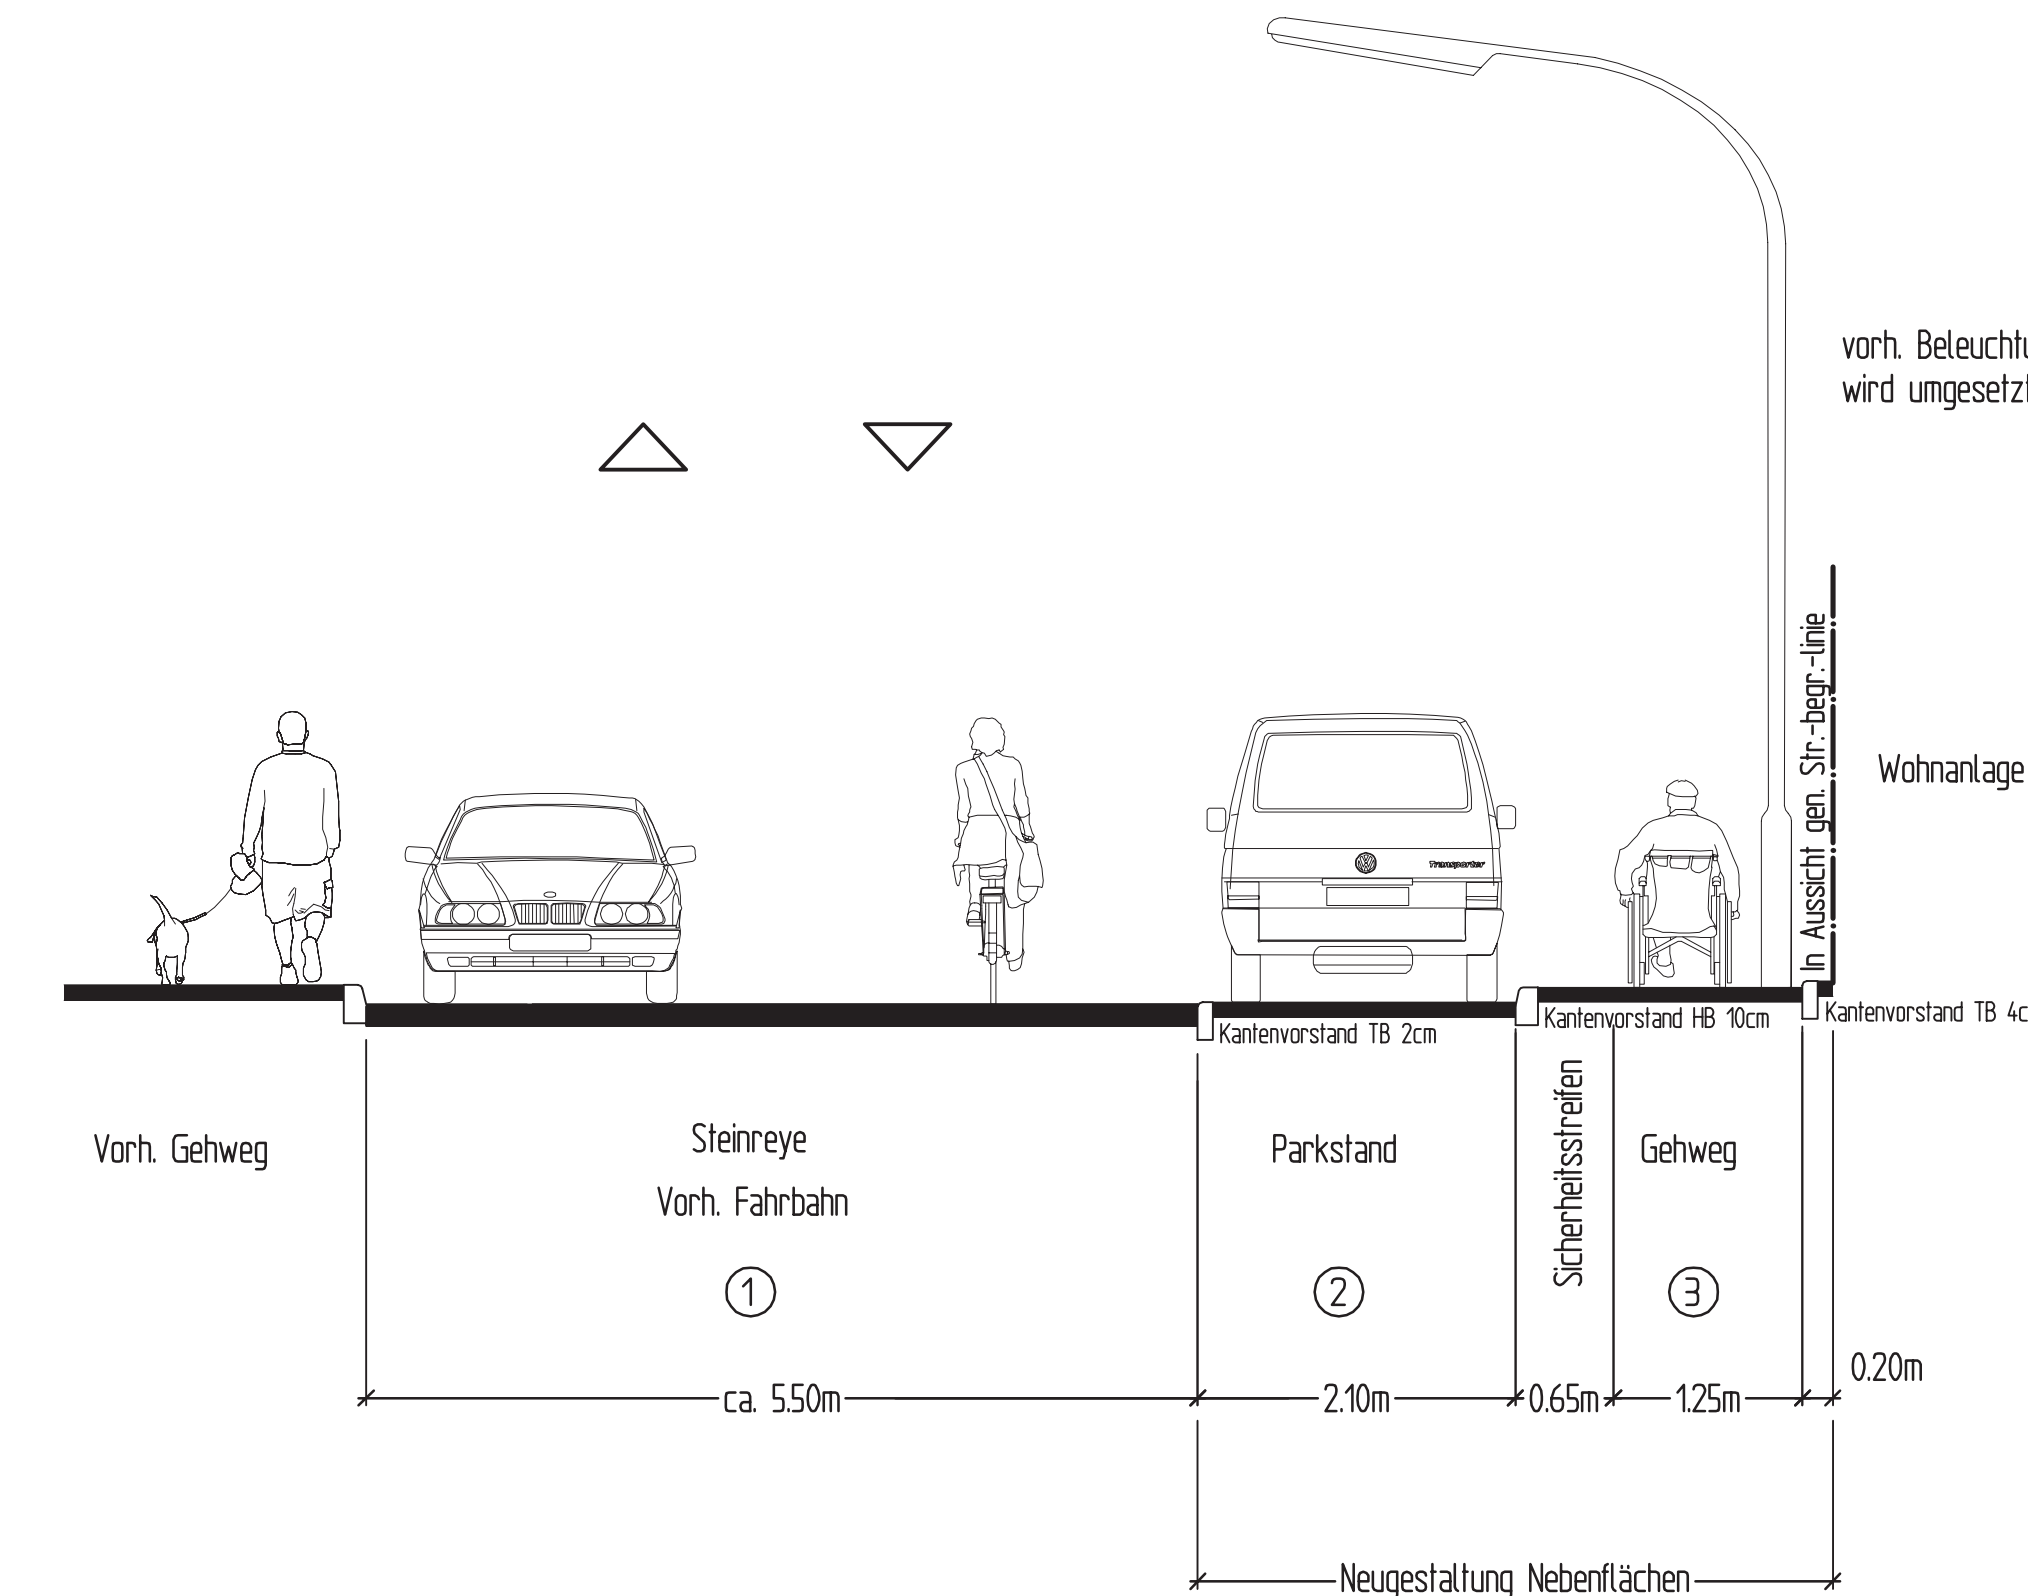 vorh.
wird umgesetzt
In Aussicht gen. Str.-begr.-linie
Wohnanlage
Transporter
Kantenvorstand TB 2cm
Kantenvorstand HB 10cm
Kantenvorstand TB
Vorh. Gehweg
Steinreye
Vorh. Fahrbahn
Parkstand
Sicherheitsstreifen
Gehweg
1
2
3
ca. 5.50m
2.10m
0.65m
1.25m
0.20m
Neugestaltung Nebenflächen